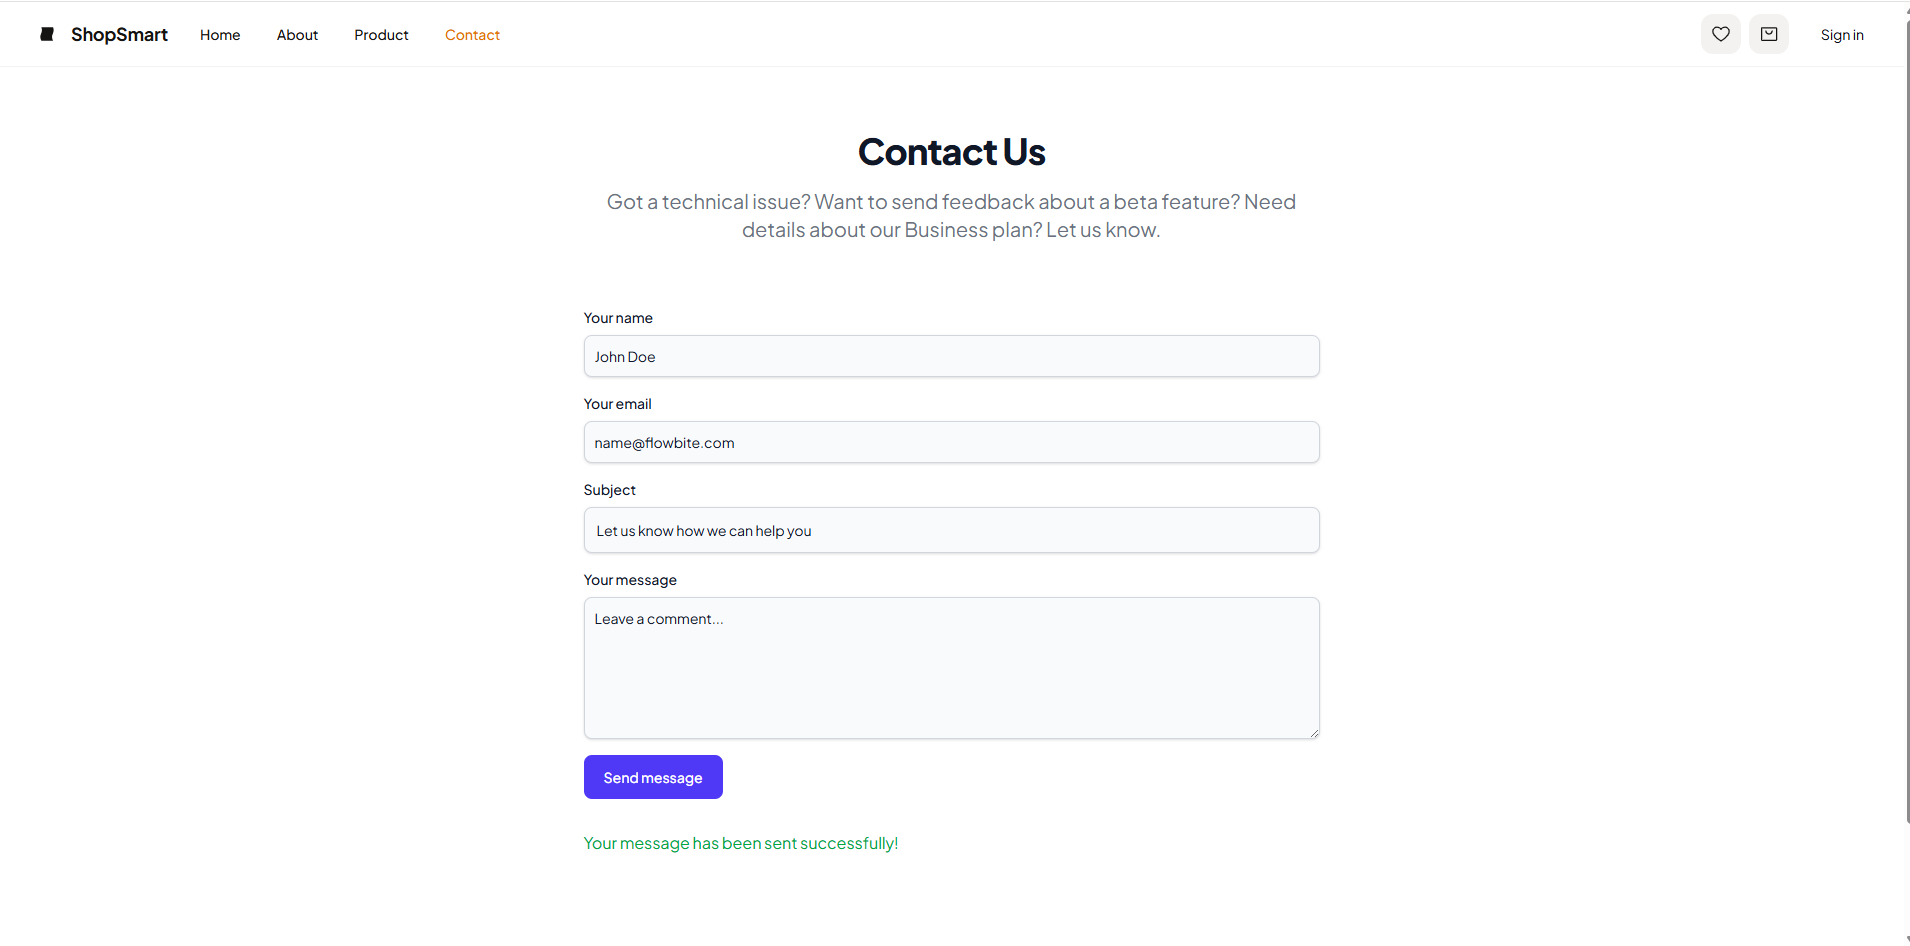 ShopSmart Home About Product Contact Sign in
Contact Us
Got a technical issue? Want to send feedback about a beta feature? Need
details about our Business plan? Let us know.
Your name
John Doe
Your email
name@flowbite.com
Subject
Let us know how we can help you
Your message
Leave a comment...
Send message
Your message has been sent successfully!